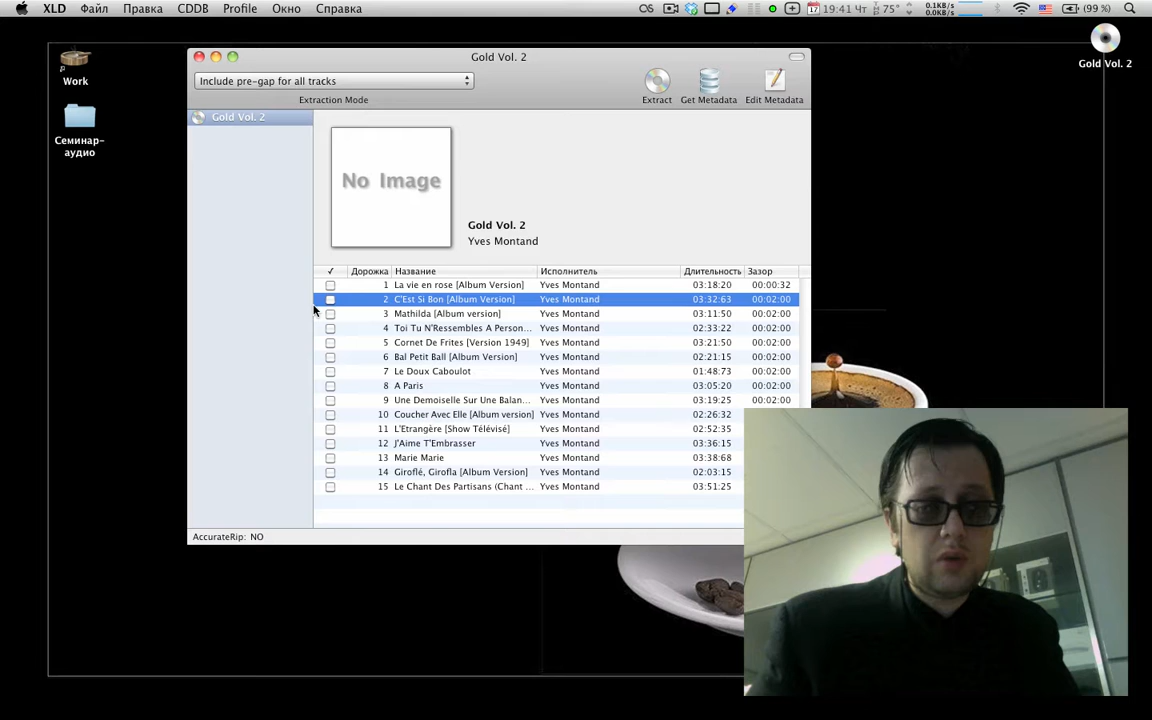 XLD Файл Правка CDDB Profile Окно Справка
19:41 Чт 75° 0.1KB/s 0.0KB/s (99 %)
Gold Vol. 2
Work
Семинар-
аудио
Gold Vol. 2
Include pre-gap for all tracks
Extraction Mode
Extract Get Metadata Edit Metadata
Gold Vol. 2
No Image
Gold Vol. 2
Yves Montand
✓ Дорожка Название Исполнитель Длительность Зазор
1 La vie en rose [Album Version] Yves Montand 03:18:20 00:00:32
2 C'Est Si Bon [Album Version] Yves Montand 03:32:63 00:02:00
3 Mathilda [Album version] Yves Montand 03:11:50 00:02:00
4 Toi Tu N'Ressembles A Person... Yves Montand 02:33:22 00:02:00
5 Cornet De Frites [Version 1949] Yves Montand 03:21:50 00:02:00
6 Bal Petit Ball [Album Version] Yves Montand 02:21:15 00:02:00
7 Le Doux Caboulot Yves Montand 01:48:73 00:02:00
8 A Paris Yves Montand 03:05:20 00:02:00
9 Une Demoiselle Sur Une Balan... Yves Montand 03:19:25 00:02:00
10 Coucher Avec Elle [Album version] Yves Montand 02:26:32
11 L'Etrangère [Show Télévisé] Yves Montand 02:52:35
12 J'Aime T'Embrasser Yves Montand 03:36:15
13 Marie Marie Yves Montand 03:38:68
14 Giroflé, Girofla [Album Version] Yves Montand 02:03:15
15 Le Chant Des Partisans (Chant ... Yves Montand 03:51:25
AccurateRip: NO